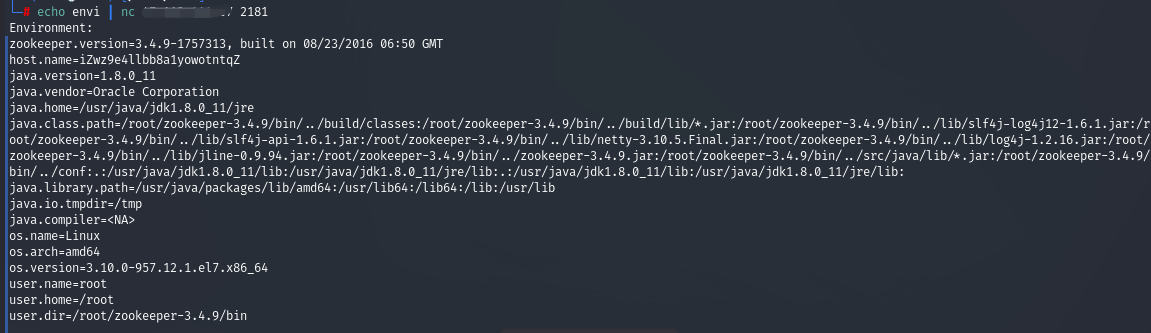 # echo envi | nc 2181
Environment:
zookeeper.version=3.4.9-1757313, built on 08/23/2016 06:50 GMT
host.name=iZwz9e4llbb8a1yowotntqZ
java.version=1.8.0_11
java.vendor=Oracle Corporation
java.home=/usr/java/jdk1.8.0_11/jre
java.class.path=/root/zookeeper-3.4.9/bin/../build/classes:/root/zookeeper-3.4.9/bin/../build/lib/*.jar:/root/zookeeper-3.4.9/bin/../lib/slf4j-log4j12-1.6.1.jar:/r
oot/zookeeper-3.4.9/bin/../lib/slf4j-api-1.6.1.jar:/root/zookeeper-3.4.9/bin/../lib/netty-3.10.5.Final.jar:/root/zookeeper-3.4.9/bin/../lib/log4j-1.2.16.jar:/root/
zookeeper-3.4.9/bin/../lib/jline-0.9.94.jar:/root/zookeeper-3.4.9/bin/../zookeeper-3.4.9.jar:/root/zookeeper-3.4.9/bin/../src/java/lib/*.jar:/root/zookeeper-3.4.9/
bin/../conf:.:/usr/java/jdk1.8.0_11/lib:/usr/java/jdk1.8.0_11/jre/lib:.:/usr/java/jdk1.8.0_11/lib:/usr/java/jdk1.8.0_11/jre/lib:
java.library.path=/usr/java/packages/lib/amd64:/usr/lib64:/lib64:/lib:/usr/lib
java.io.tmpdir=/tmp
java.compiler=<NA>
os.name=Linux
os.arch=amd64
os.version=3.10.0-957.12.1.el7.x86_64
user.name=root
user.home=/root
user.dir=/root/zookeeper-3.4.9/bin